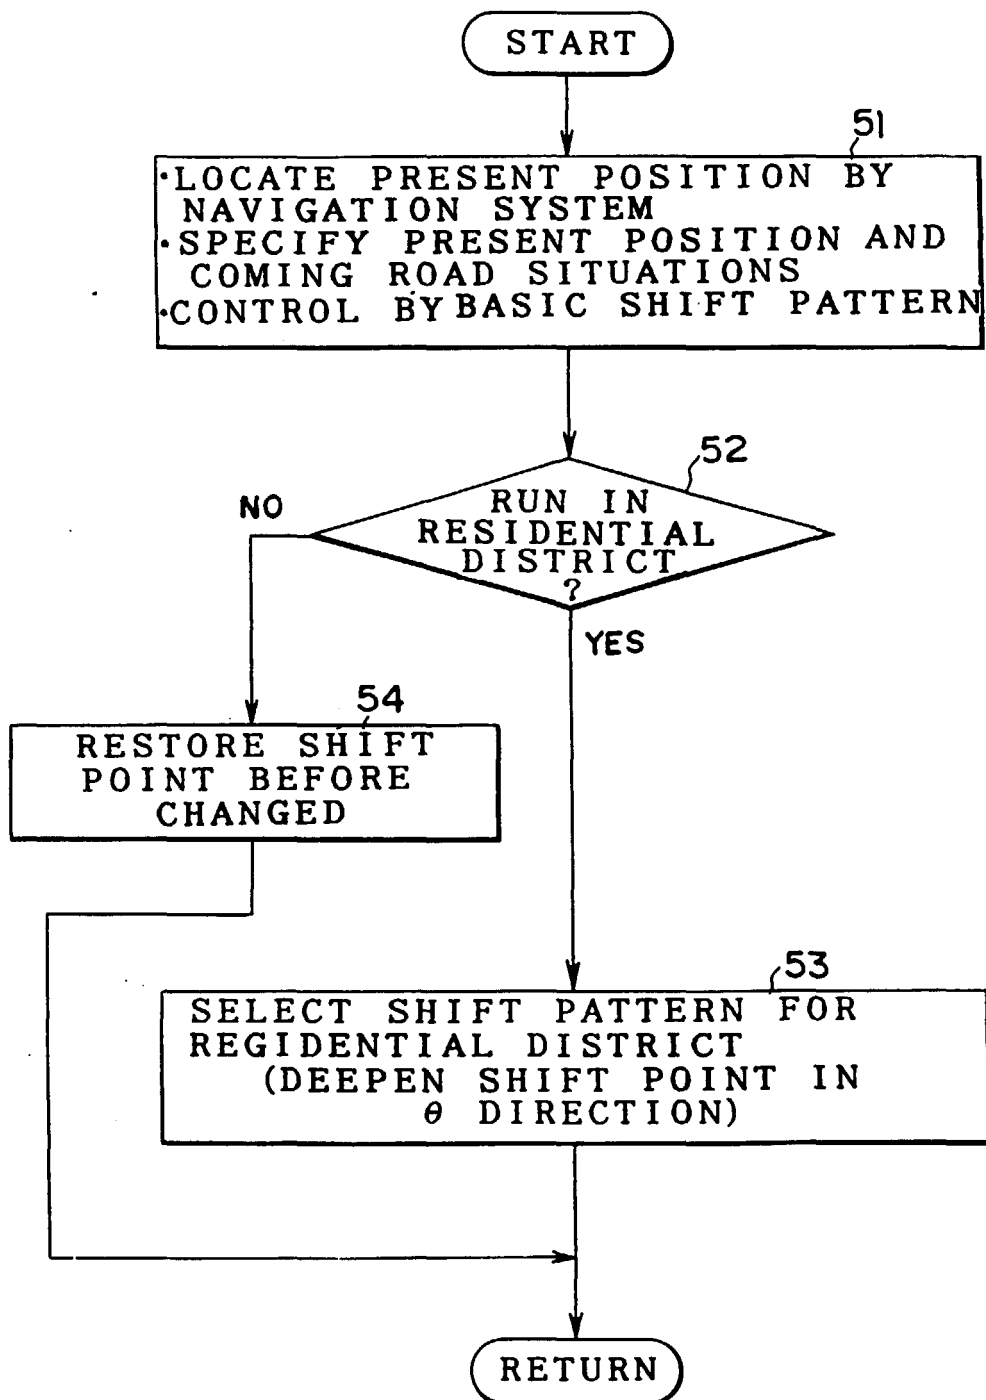 START
51
·LOCATE PRESENT POSITION BY
NAVIGATION SYSTEM
·SPECIFY PRESENT POSITION AND
COMING ROAD SITUATIONS
·CONTROL BY BASIC SHIFT PATTERN
52
RUN IN
RESIDENTIAL
DISTRICT
?
NO
YES
54
RESTORE SHIFT
POINT BEFORE
CHANGED
53
SELECT SHIFT PATTERN FOR
REGIDENTIAL DISTRICT
(DEEPEN SHIFT POINT IN
θ DIRECTION)
RETURN